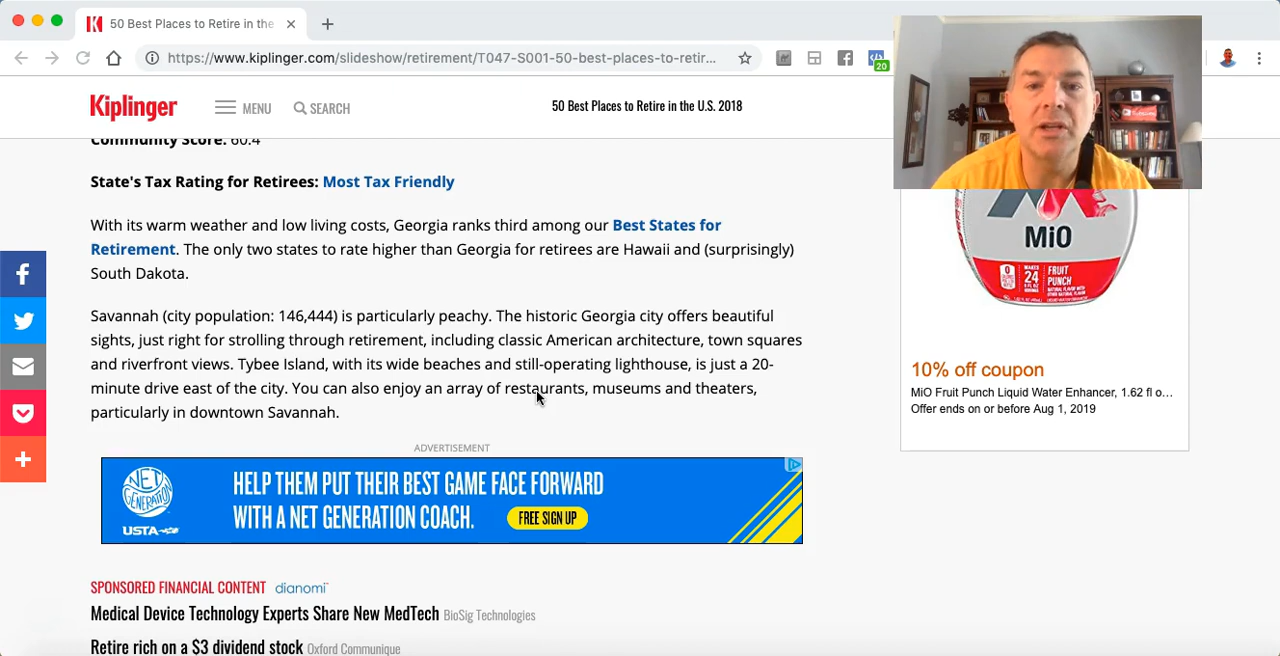 50 Best Places to Retire in the
https://www.kiplinger.com/slideshow/retirement/T047-S001-50-best-places-to-retir...
20
Kiplinger
MENU
SEARCH
50 Best Places to Retire in the U.S. 2018
Community Score: 60.4
State's Tax Rating for Retirees: Most Tax Friendly
With its warm weather and low living costs, Georgia ranks third among our Best States for
Retirement. The only two states to rate higher than Georgia for retirees are Hawaii and (surprisingly)
South Dakota.
Savannah (city population: 146,444) is particularly peachy. The historic Georgia city offers beautiful
sights, just right for strolling through retirement, including classic American architecture, town squares
and riverfront views. Tybee Island, with its wide beaches and still-operating lighthouse, is just a 20-
minute drive east of the city. You can also enjoy an array of restaurants, museums and theaters,
particularly in downtown Savannah.
ADVERTISEMENT
NET
GENERATION
USTA
HELP THEM PUT THEIR BEST GAME FACE FORWARD
WITH A NET GENERATION COACH.
FREE SIGN UP
SPONSORED FINANCIAL CONTENT dianomi
Medical Device Technology Experts Share New MedTech BioSig Technologies
Retire rich on a $3 dividend stock Oxford Communique
MiO
0
CALORIES
MAKES
24
FRUIT
PUNCH
10% off coupon
MiO Fruit Punch Liquid Water Enhancer, 1.62 fl o...
Offer ends on or before Aug 1, 2019